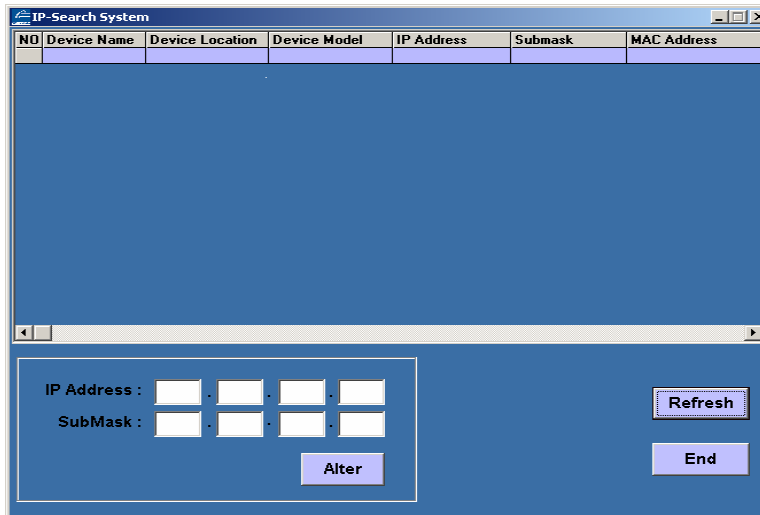 IP-Search System
NO Device Name Device Location Device Model IP Address Submask MAC Address
IP Address : . . .
SubMask : . . .
Alter
Refresh
End